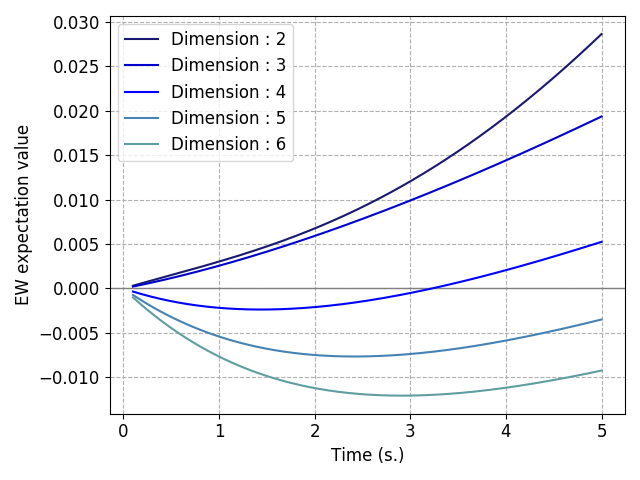 0.030
0.025
0.020
0.015
0.010
0.005
0.000
−0.005
−0.010
EW expectation value
Dimension : 2
Dimension : 3
Dimension : 4
Dimension : 5
Dimension : 6
0 1 2 3 4 5
Time (s.)